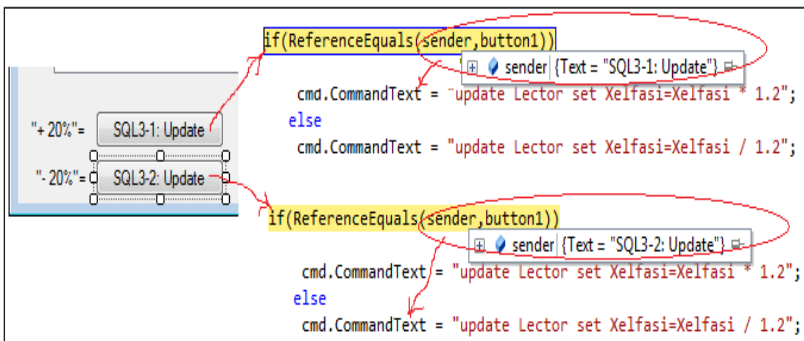 if(ReferenceEquals(sender,button1))
sender {Text = "SQL3-1: Update"}
cmd.CommandText = "update Lector set Xelfasi=Xelfasi * 1.2";
else
cmd.CommandText = "update Lector set Xelfasi=Xelfasi / 1.2";
"+ 20%"= SQL3-1: Update
"- 20%"= SQL3-2: Update
if(ReferenceEquals(sender,button1))
sender {Text = "SQL3-2: Update"}
cmd.CommandText = "update Lector set Xelfasi=Xelfasi * 1.2";
else
cmd.CommandText = "update Lector set Xelfasi=Xelfasi / 1.2";